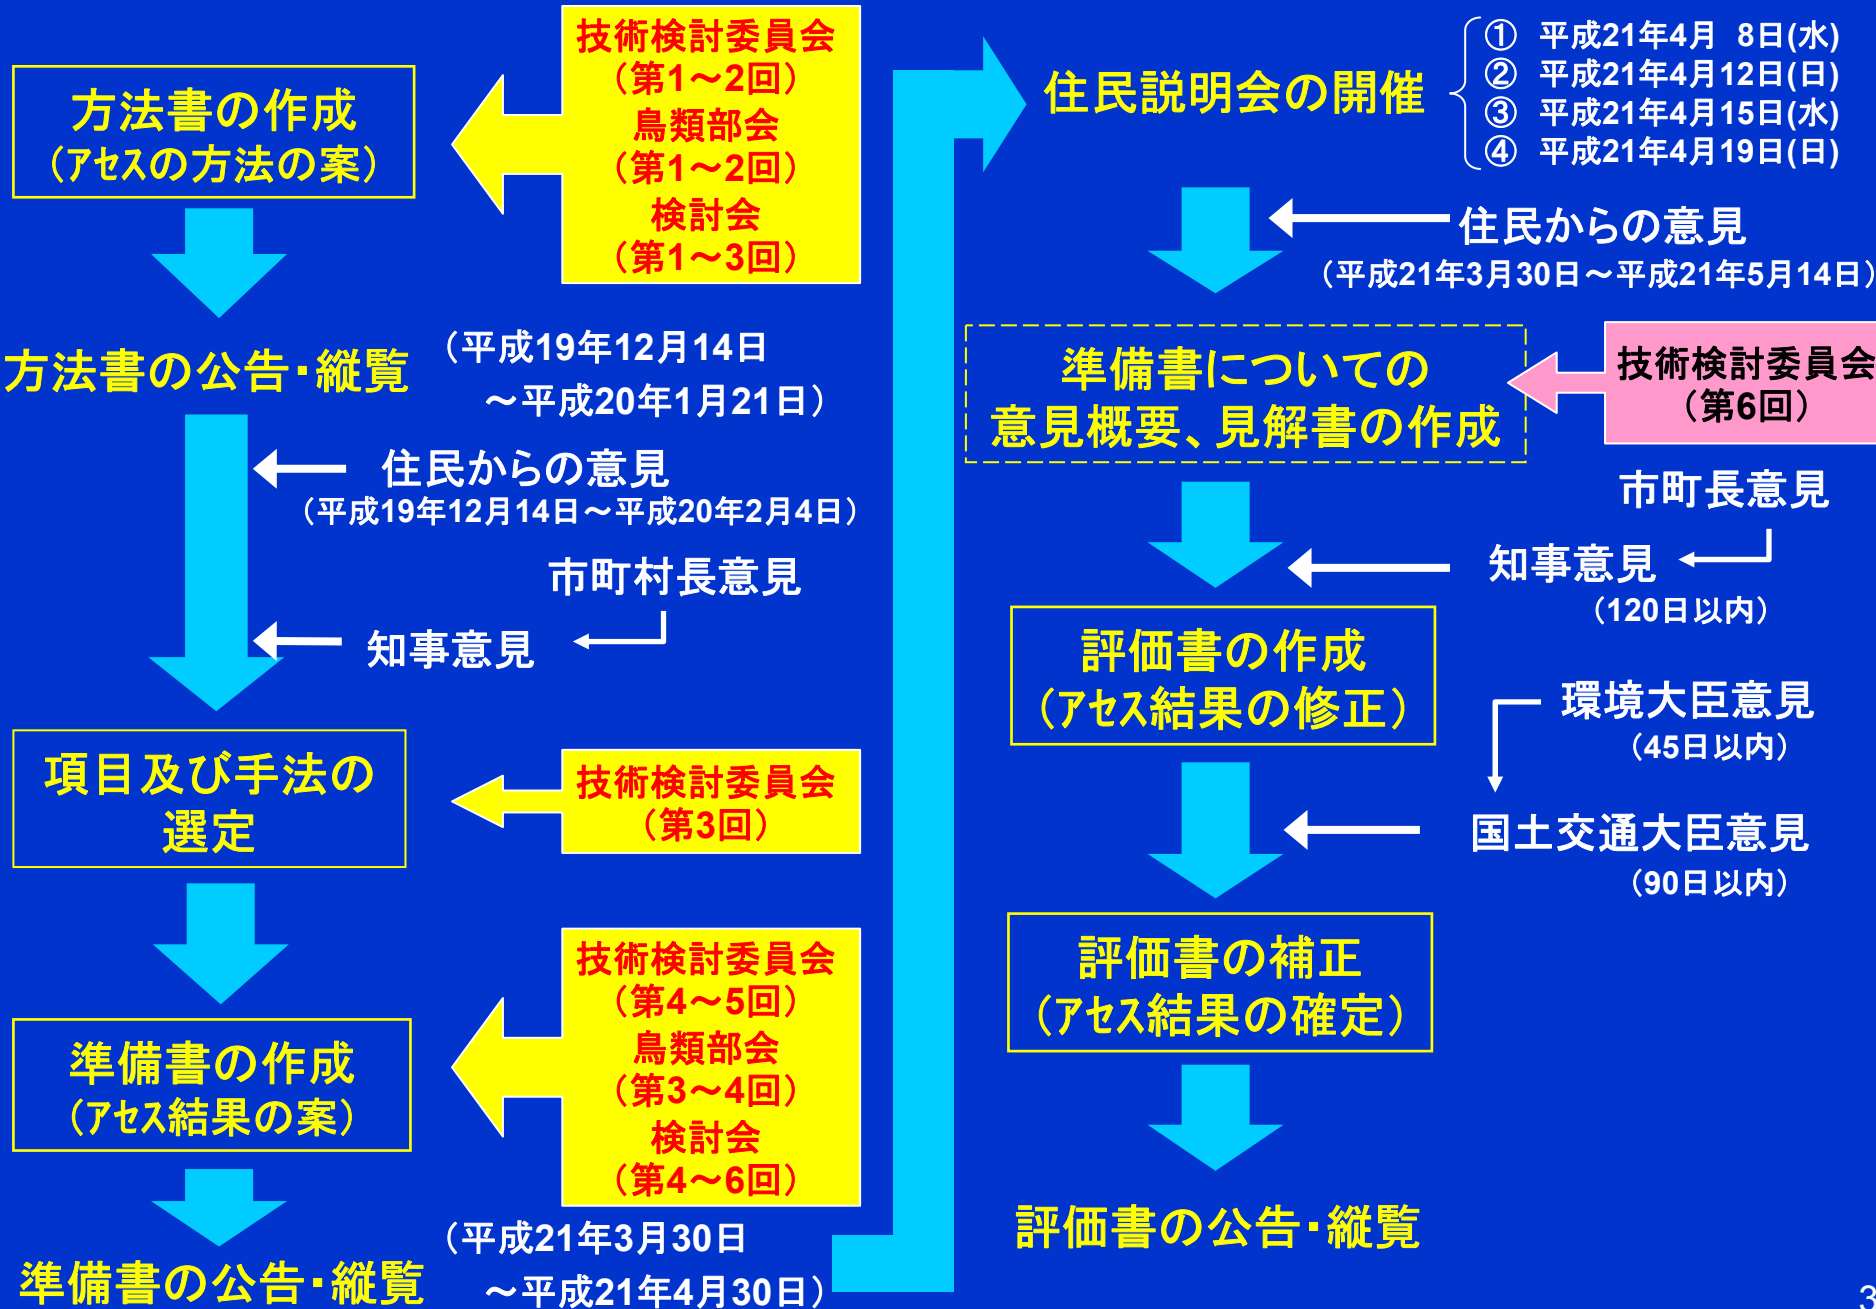 方法書の作成
（アセスの方法の案）
技術検討委員会
（第1～2回）
鳥類部会
（第1～2回）
検討会
（第1～3回）
方法書の公告・縦覧
（平成19年12月14日
～平成20年1月21日）
住民からの意見
（平成19年12月14日～平成20年2月4日）
市町村長意見
知事意見
項目及び手法の
選定
技術検討委員会
（第3回）
準備書の作成
（アセス結果の案）
技術検討委員会
（第4～5回）
鳥類部会
（第3～4回）
検討会
（第4～6回）
準備書の公告・縦覧
（平成21年3月30日
～平成21年4月30日）
住民説明会の開催
① 平成21年4月 8日(水)
② 平成21年4月12日(日)
③ 平成21年4月15日(水)
④ 平成21年4月19日(日)
住民からの意見
（平成21年3月30日～平成21年5月14日）
準備書についての
意見概要、見解書の作成
技術検討委員会
（第6回）
市町長意見
知事意見
（120日以内）
評価書の作成
（アセス結果の修正）
環境大臣意見
（45日以内）
国土交通大臣意見
（90日以内）
評価書の補正
（アセス結果の確定）
評価書の公告・縦覧
3